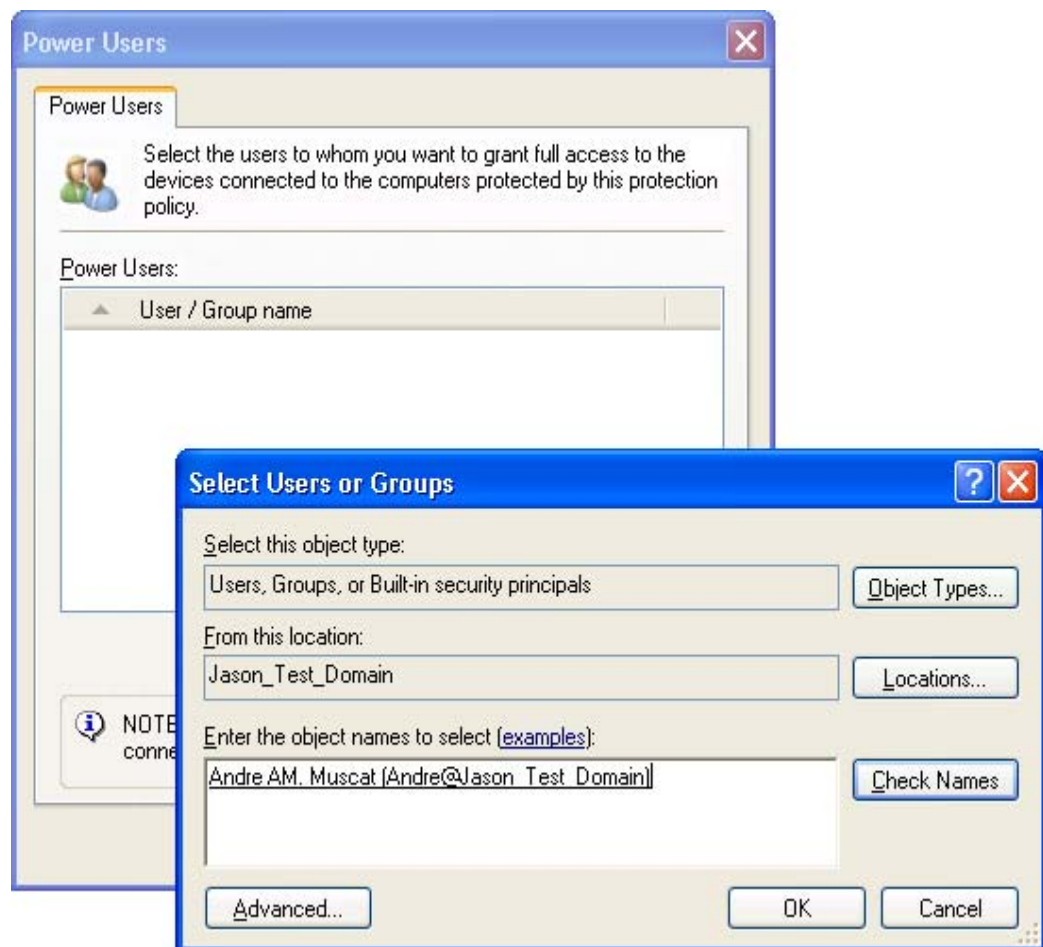 Power Users
Power Users
Select the users to whom you want to grant full access to the
devices connected to the computers protected by this protection
policy.
Power Users:
User / Group name
NOTE
conne
Select Users or Groups
?
Select this object type:
Users, Groups, or Built-in security principals
Object Types...
From this location:
Jason_Test_Domain
Locations...
Enter the object names to select (examples):
Andre AM. Muscat (Andre@Jason_Test_Domain)
Check Names
Advanced...
OK
Cancel